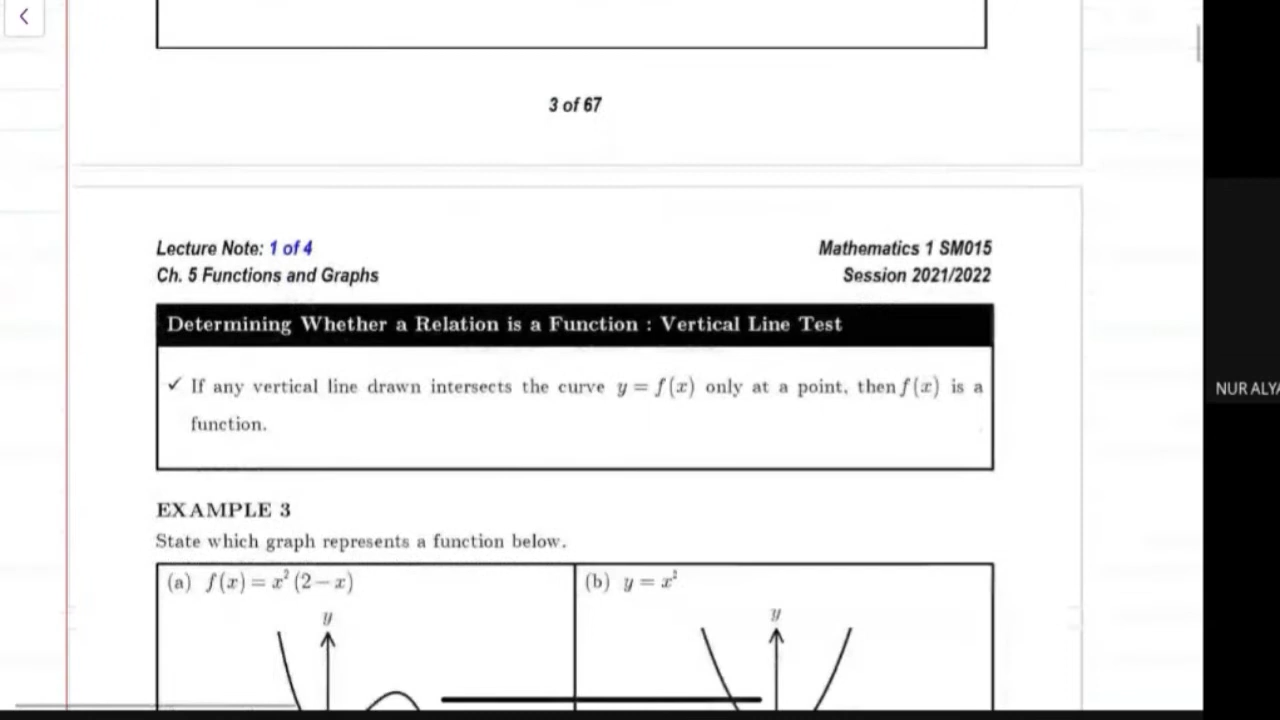 3 of 67
Lecture Note: 1 of 4
Mathematics 1 SM015
Ch. 5 Functions and Graphs
Session 2021/2022
Determining Whether a Relation is a Function : Vertical Line Test
✓ If any vertical line drawn intersects the curve y = f(x) only at a point, then f(x) is a
function.
EXAMPLE 3
State which graph represents a function below.
(a) f(x) = x² (2 − x)
(b) y = x²
y
y
NUR ALYA